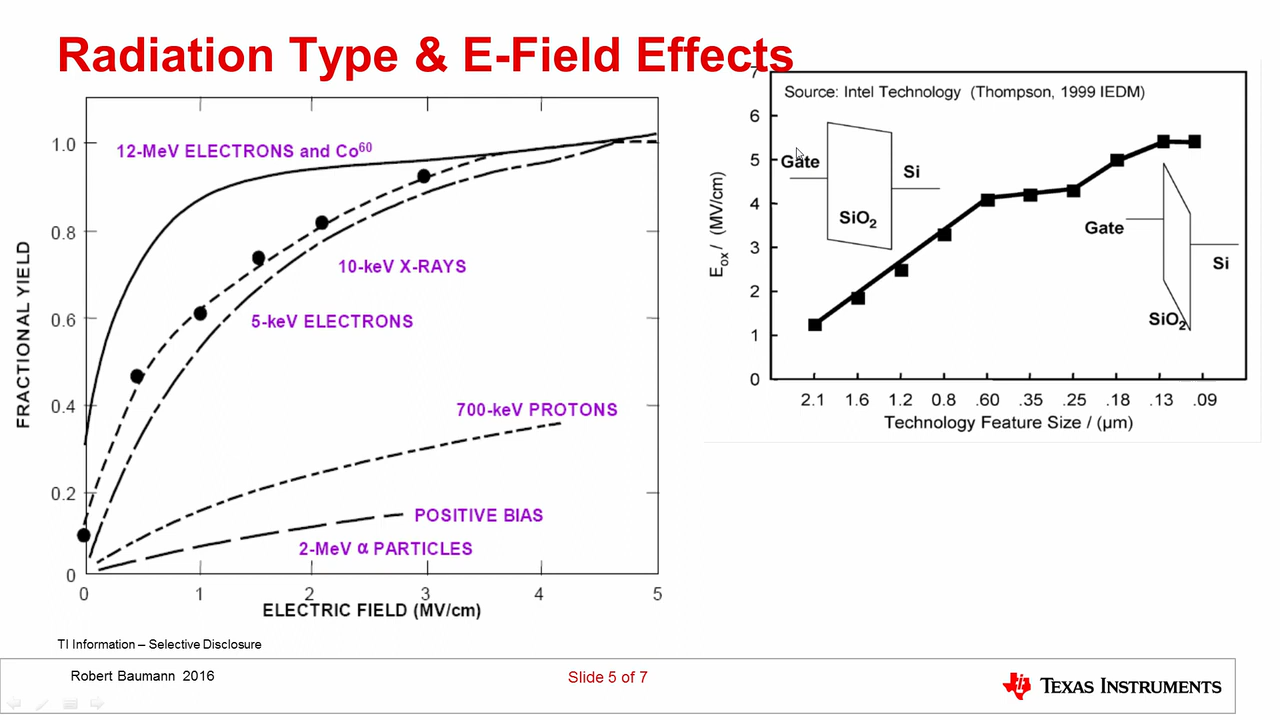 Radiation Type & E-Field Effects
1.0
0.8
0.6
0.4
0.2
0
FRACTIONAL YIELD
12-MeV ELECTRONS and Co60
10-keV X-RAYS
5-keV ELECTRONS
700-keV PROTONS
POSITIVE BIAS
2-MeV α PARTICLES
0 1 2 3 4 5
ELECTRIC FIELD (MV/cm)
7
6
5
4
3
2
1
0
Eox / (MV/cm)
Source: Intel Technology (Thompson, 1999 IEDM)
Gate
Si
SiO2
Gate
Si
SiO2
2.1 1.6 1.2 0.8 .60 .35 .25 .18 .13 .09
Technology Feature Size / (µm)
TI Information – Selective Disclosure
Robert Baumann 2016
Slide 5 of 7
TEXAS INSTRUMENTS